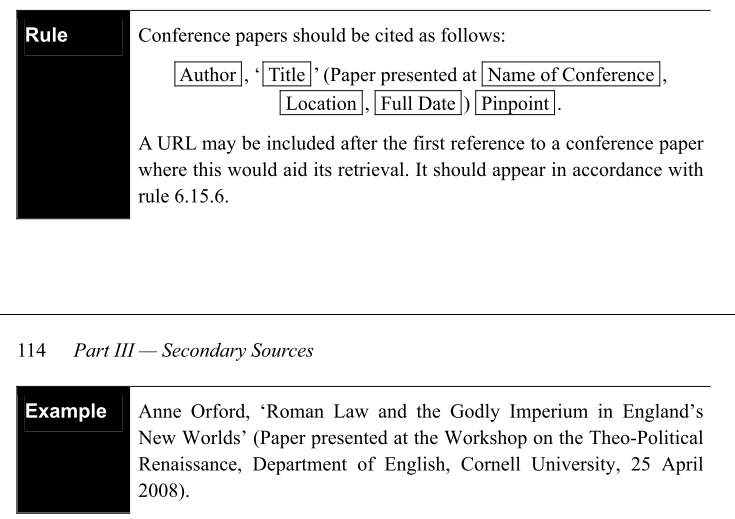 Rule
Conference papers should be cited as follows:
Author, ‘Title’ (Paper presented at Name of Conference,
Location, Full Date) Pinpoint.
A URL may be included after the first reference to a conference paper
where this would aid its retrieval. It should appear in accordance with
rule 6.15.6.
114 Part III — Secondary Sources
Example
Anne Orford, ‘Roman Law and the Godly Imperium in England’s
New Worlds’ (Paper presented at the Workshop on the Theo-Political
Renaissance, Department of English, Cornell University, 25 April
2008).